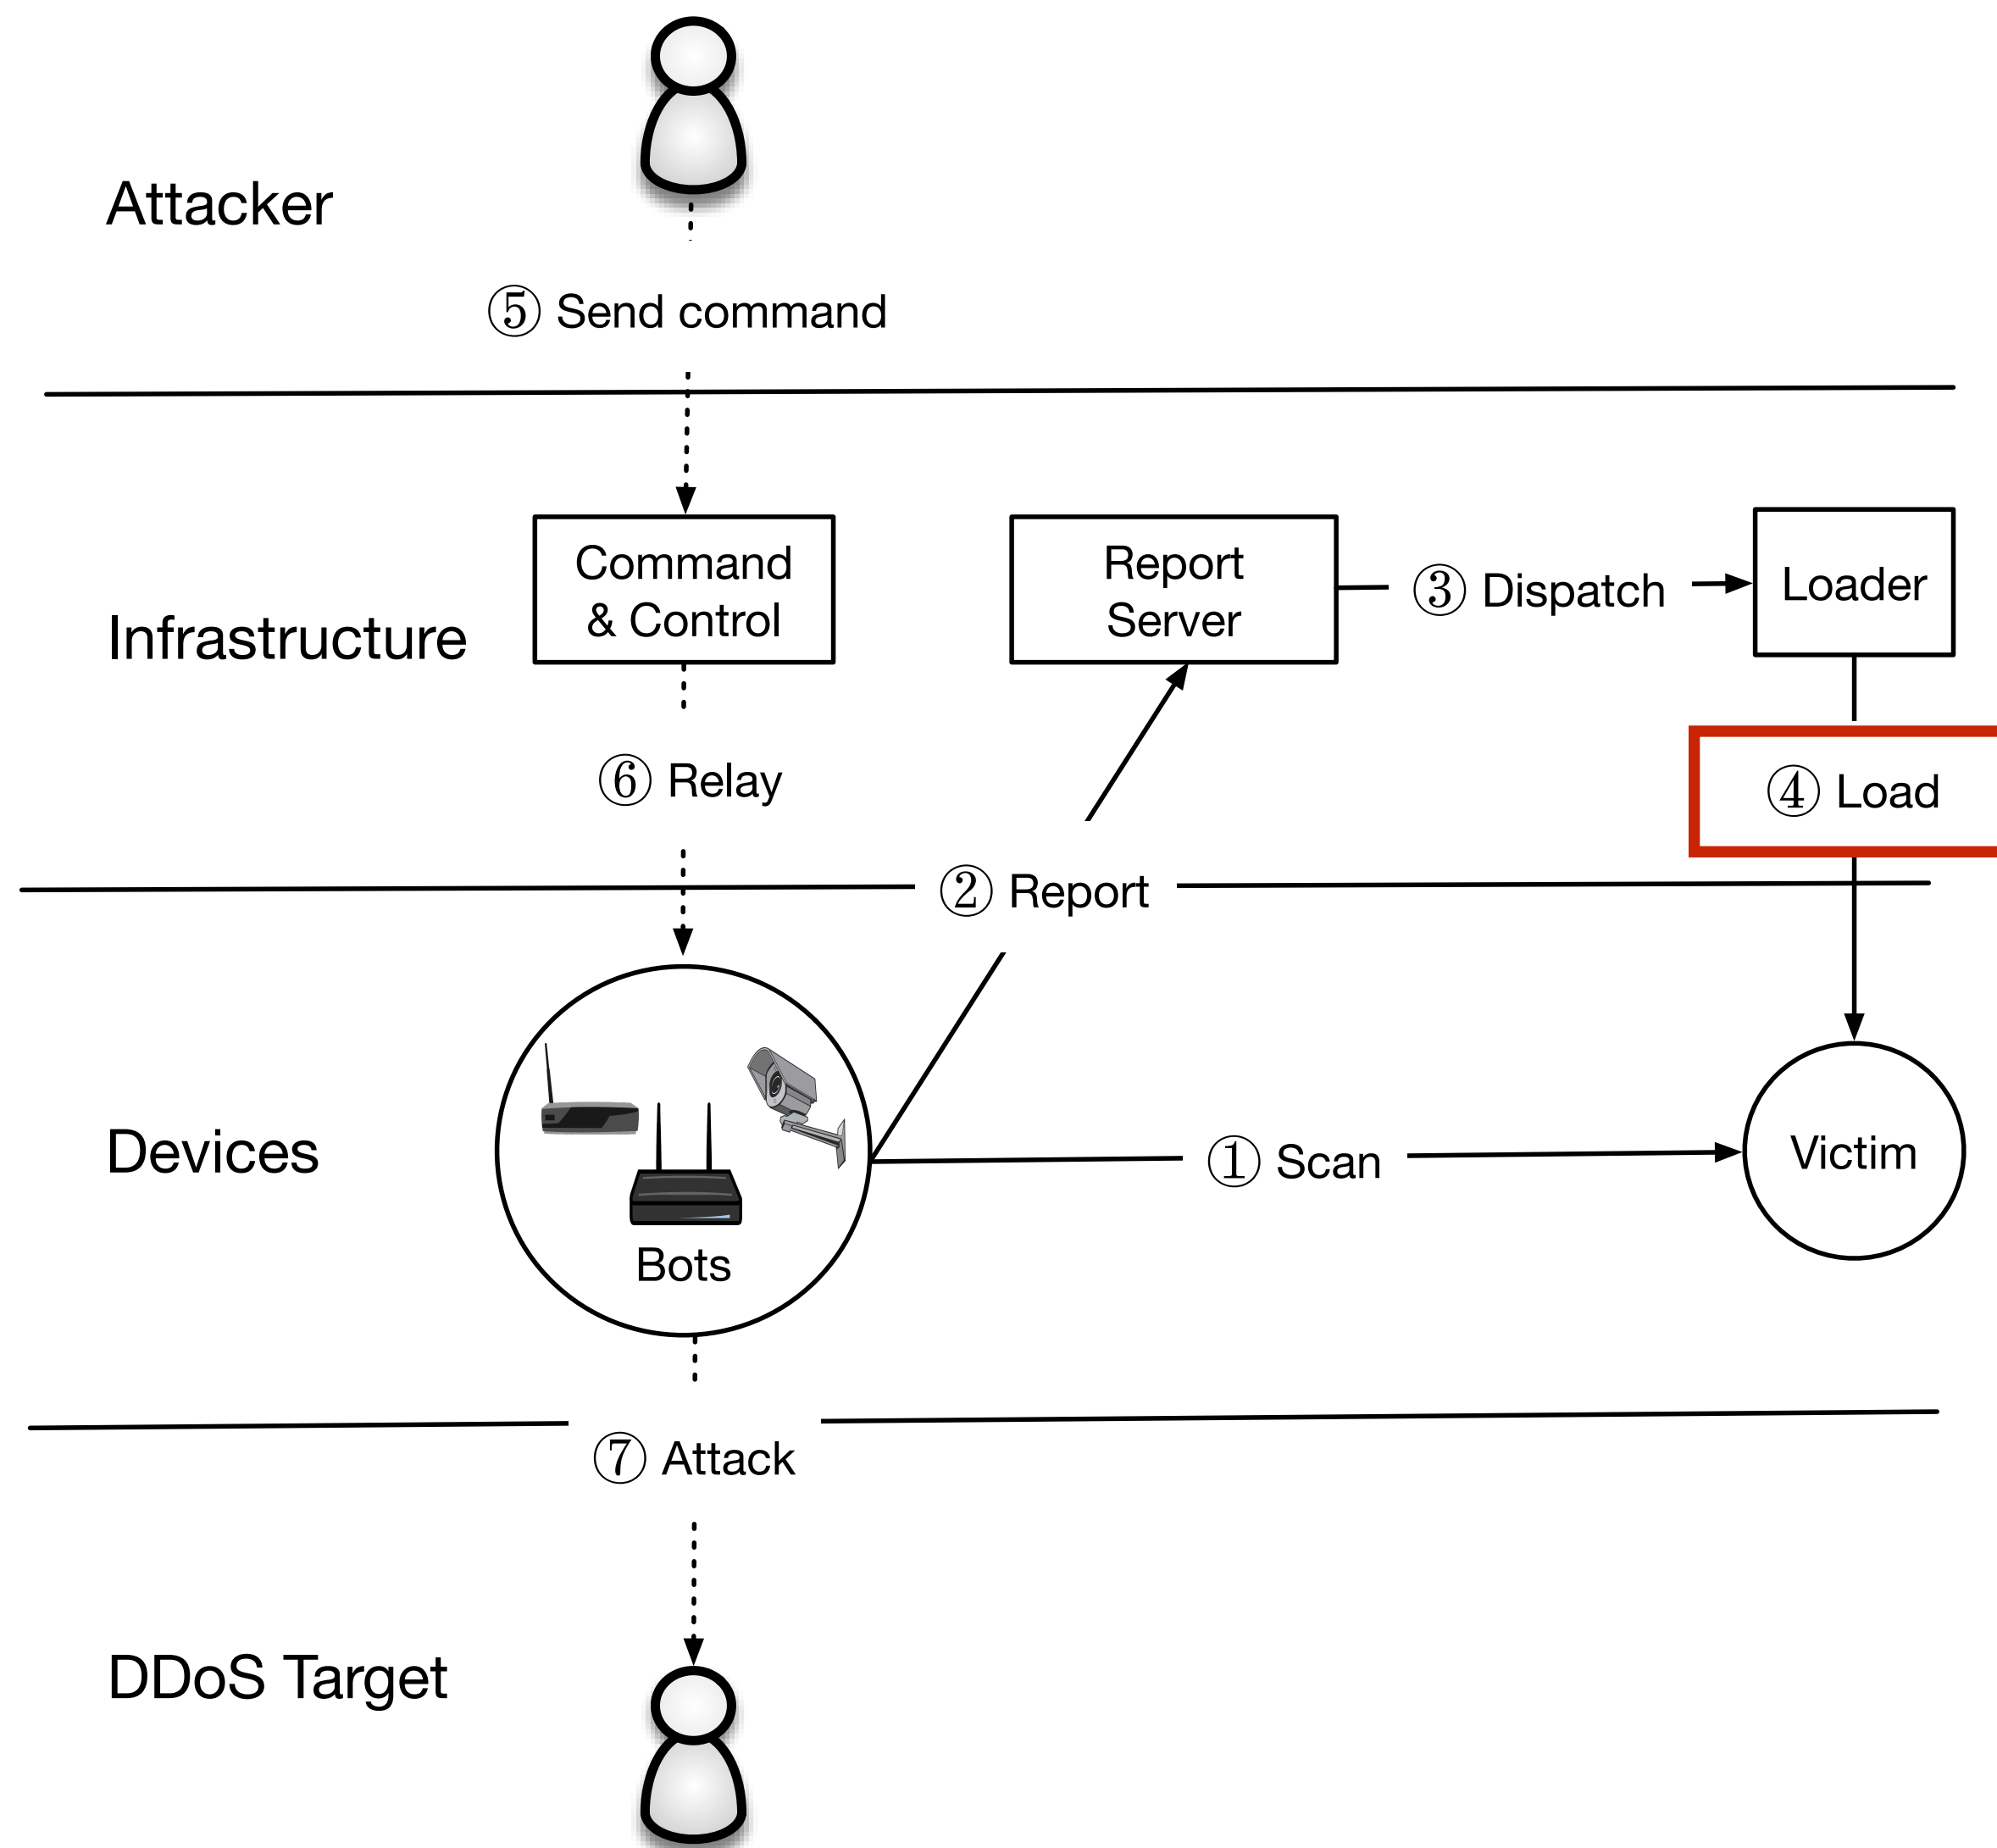 Attacker
⑤ Send command
Command
& Control
Report
Server
③ Dispatch
Loader
Infrastructure
⑥ Relay
④ Load
② Report
Devices
① Scan
Victim
Bots
⑦ Attack
DDoS Target